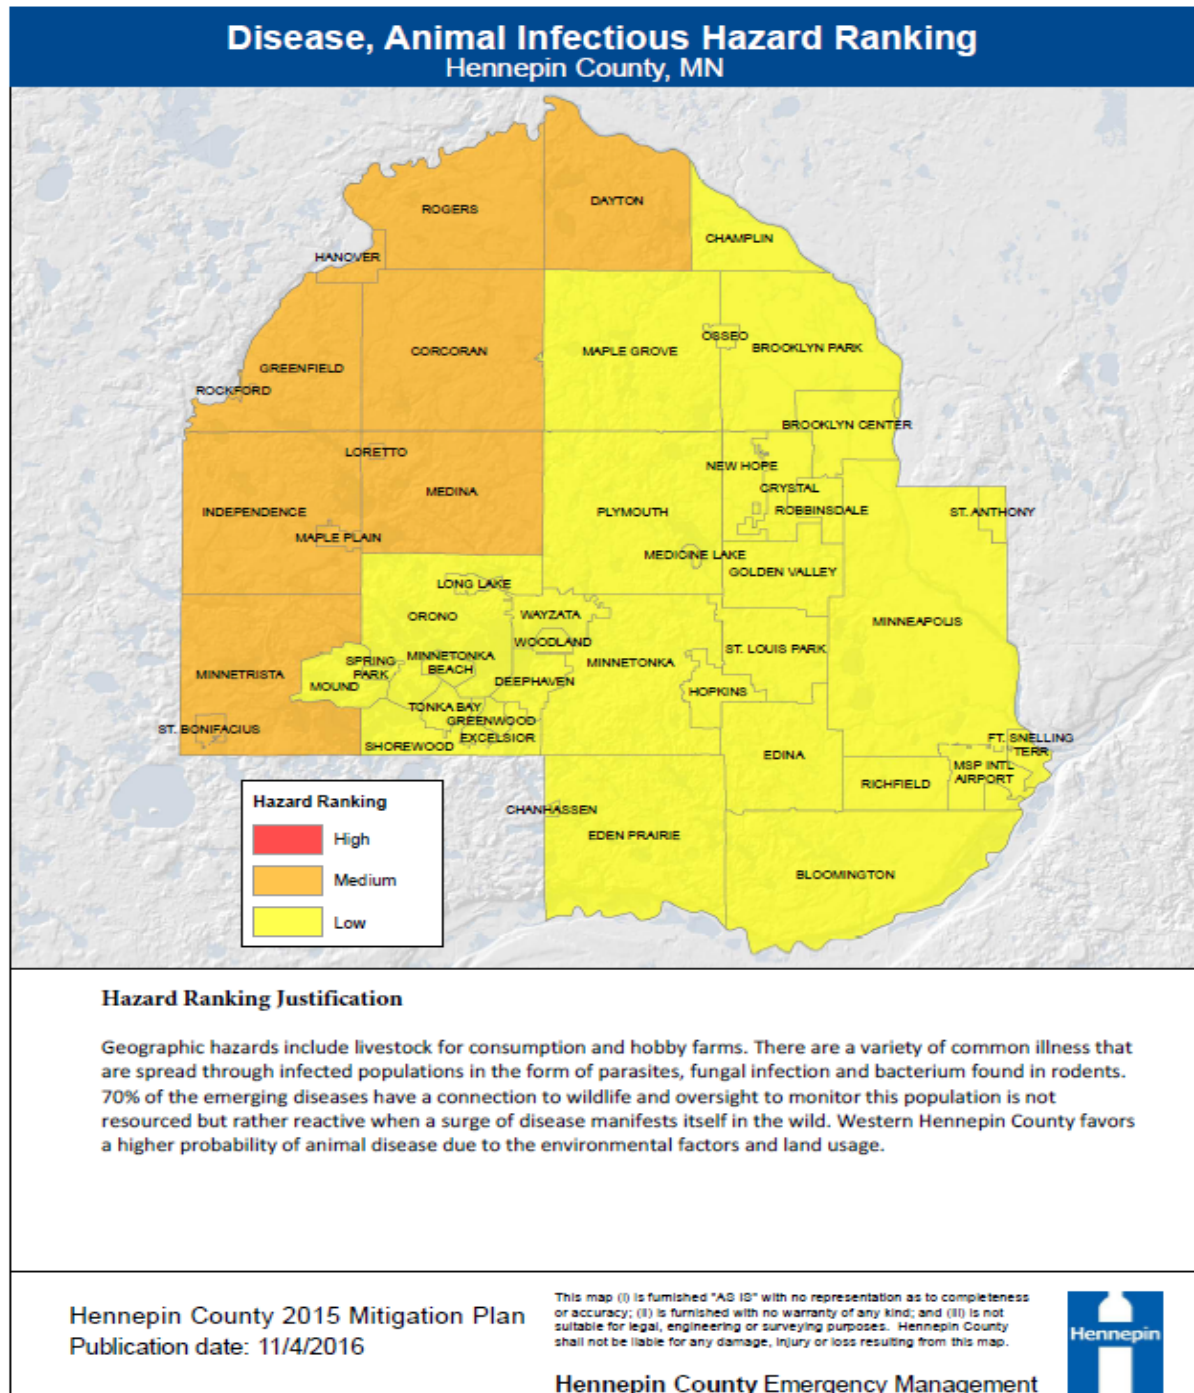 Disease, Animal Infectious Hazard Ranking
Hennepin County, MN
DAYTON
ROGERS
CHAMPLIN
HANOVER
OSSEO
CORCORAN
MAPLE GROVE
BROOKLYN PARK
GREENFIELD
ROCKFORD
BROOKLYN CENTER
LORETTO
NEW HOPE
MEDINA
CRYSTAL
INDEPENDENCE
PLYMOUTH
ROBBINSDALE
ST. ANTHONY
MAPLE PLAIN
MEDICINE LAKE
GOLDEN VALLEY
LONG LAKE
ORONO
WAYZATA
MINNEAPOLIS
WOODLAND
ST. LOUIS PARK
MINNETONKA
BEACH
SPRING
PARK
MINNETONKA
MINNETRISTA
DEEPHAVEN
MOUND
HOPKINS
TONKA BAY
GREENWOOD
ST. BONIFACIUS
EXCELSIOR
FT. SNELLING
TERR
SHOREWOOD
EDINA
MSP INTL
AIRPORT
RICHFIELD
CHANHASSEN
EDEN PRAIRIE
BLOOMINGTON
Hazard Ranking
High
Medium
Low
Hazard Ranking Justification
Geographic hazards include livestock for consumption and hobby farms. There are a variety of common illness that
are spread through infected populations in the form of parasites, fungal infection and bacterium found in rodents.
70% of the emerging diseases have a connection to wildlife and oversight to monitor this population is not
resourced but rather reactive when a surge of disease manifests itself in the wild. Western Hennepin County favors
a higher probability of animal disease due to the environmental factors and land usage.
Hennepin County 2015 Mitigation Plan
Publication date: 11/4/2016
This map (i) is furnished "AS IS" with no representation as to completeness
or accuracy; (ii) is furnished with no warranty of any kind; and (iii) is not
suitable for legal, engineering or surveying purposes. Hennepin County
shall not be liable for any damage, injury or loss resulting from this map.
Hennepin County Emergency Management
Hennepin